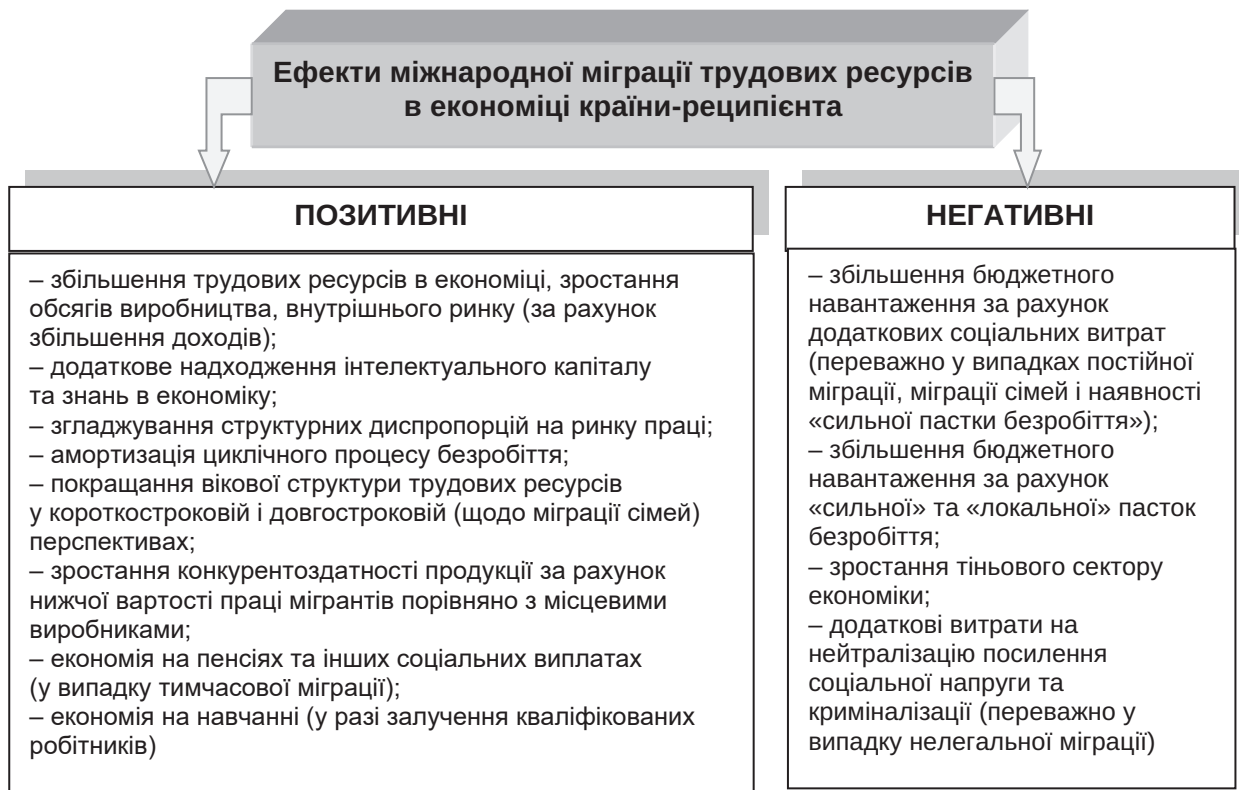 Ефекти міжнародної міграції трудових ресурсів
в економіці країни-реципієнта
ПОЗИТИВНІ
– збільшення трудових ресурсів в економіці, зростання
обсягів виробництва, внутрішнього ринку (за рахунок
збільшення доходів);
– додаткове надходження інтелектуального капіталу
та знань в економіку;
– згладжування структурних диспропорцій на ринку праці;
– амортизація циклічного процесу безробіття;
– покращання вікової структури трудових ресурсів
у короткостроковій і довгостроковій (щодо міграції сімей)
перспективах;
– зростання конкурентоздатності продукції за рахунок
нижчої вартості праці мігрантів порівняно з місцевими
виробниками;
– економія на пенсіях та інших соціальних виплатах
(у випадку тимчасової міграції);
– економія на навчанні (у разі залучення кваліфікованих
робітників)
НЕГАТИВНІ
– збільшення бюджетного
навантаження за рахунок
додаткових соціальних витрат
(переважно у випадках постійної
міграції, міграції сімей і наявності
«сильної пастки безробіття»);
– збільшення бюджетного
навантаження за рахунок
«сильної» та «локальної» пасток
безробіття;
– зростання тіньового сектору
економіки;
– додаткові витрати на
нейтралізацію посилення
соціальної напруги та
криміналізації (переважно у
випадку нелегальної міграції)